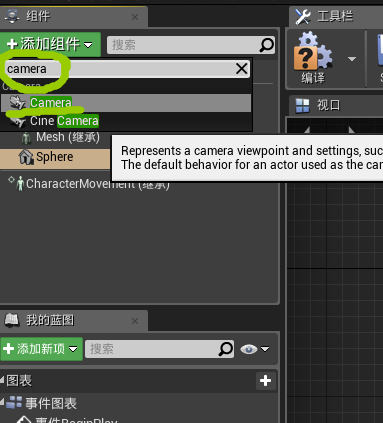 组件
工具栏
+添加组件
搜索
camera
编译
Camera
Cine Camera
视口
Mesh (继承)
Sphere
Represents a camera viewpoint and settings, suc
The default behavior for an actor used as the car
CharacterMovement (继承)
我的蓝图
+添加新项
搜索
图表
事件图表
事件BeginPlay